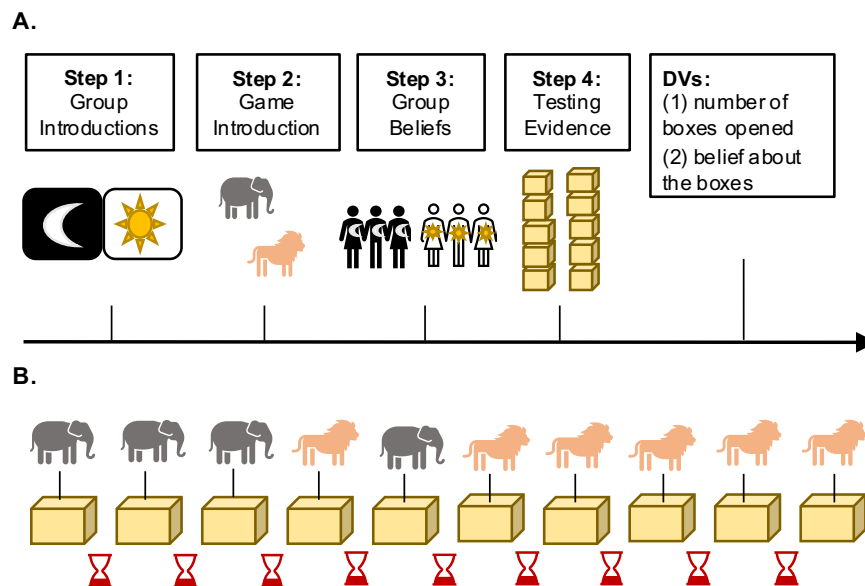 A.
Step 1:
Group
Introductions
Step 2:
Game
Introduction
Step 3:
Group
Beliefs
Step 4:
Testing
Evidence
DVs:
(1) number of
boxes opened
(2) belief about
the boxes
B.